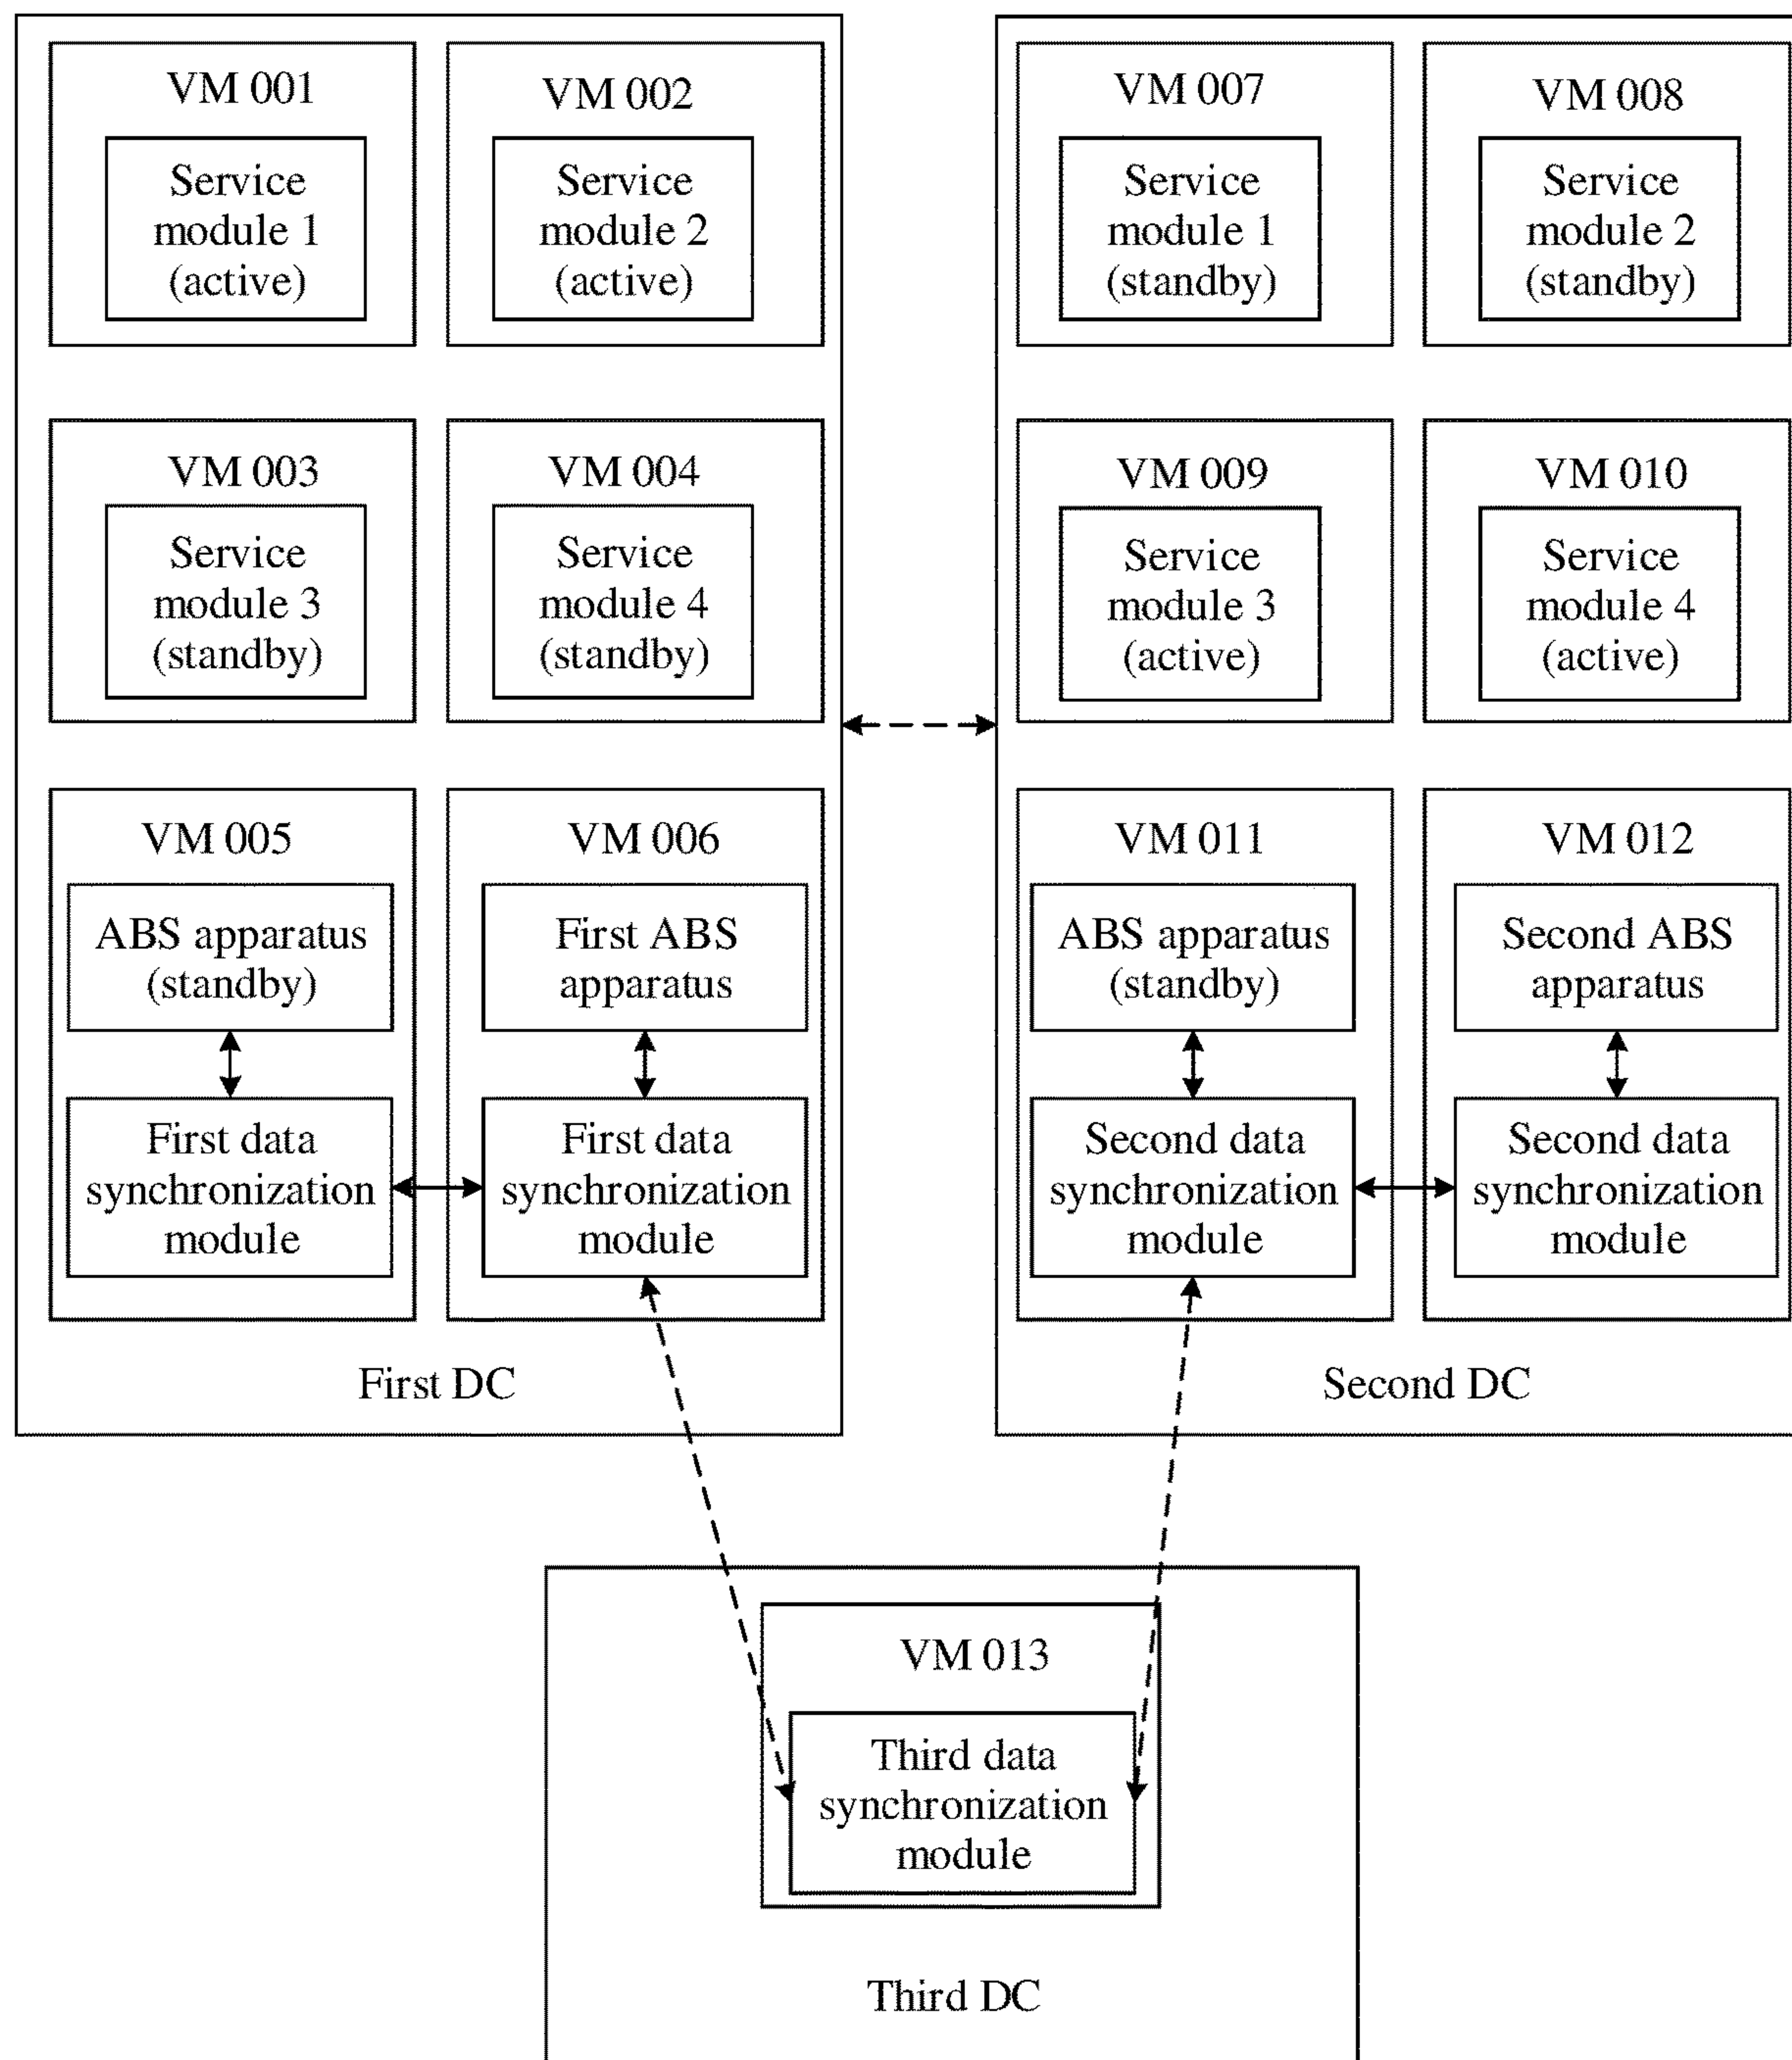 VM 001
Service
module 1
(active)
VM 002
Service
module 2
(active)
VM 003
Service
module 3
(standby)
VM 004
Service
module 4
(standby)
VM 005
ABS apparatus
(standby)
First data
synchronization
module
VM 006
First ABS
apparatus
First data
synchronization
module
First DC
VM 007
Service
module 1
(standby)
VM 008
Service
module 2
(standby)
VM 009
Service
module 3
(active)
VM 010
Service
module 4
(active)
VM 011
ABS apparatus
(standby)
Second data
synchronization
module
VM 012
Second ABS
apparatus
Second data
synchronization
module
Second DC
VM 013
Third data
synchronization
module
Third DC